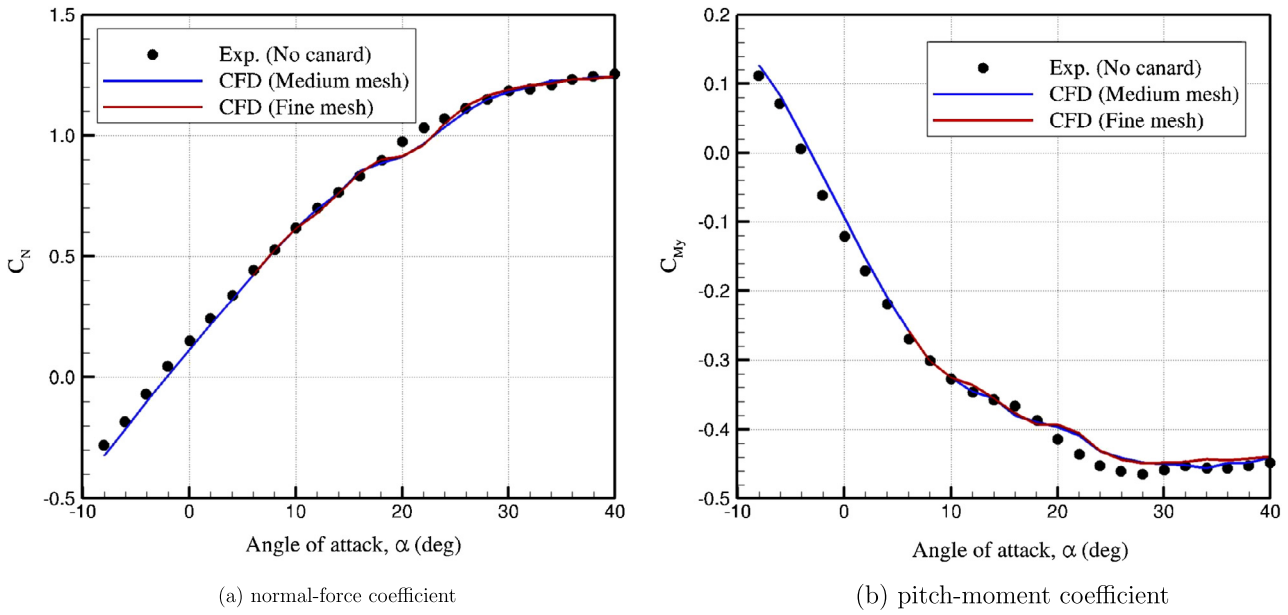 1.5
1.0
0.5
0.0
-0.5
C_N
Exp. (No canard)
CFD (Medium mesh)
CFD (Fine mesh)
-10 0 10 20 30 40
Angle of attack, α (deg)
(a) normal-force coefficient
0.2
0.1
0.0
-0.1
-0.2
-0.3
-0.4
-0.5
C_My
Exp. (No canard)
CFD (Medium mesh)
CFD (Fine mesh)
-10 0 10 20 30 40
Angle of attack, α (deg)
(b) pitch-moment coefficient